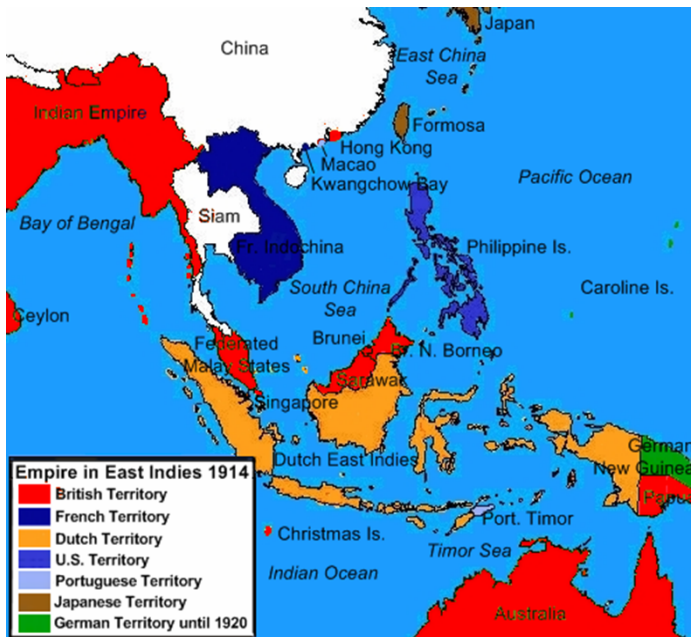 Japan
China
East China
Sea
Indian Empire
Formosa
Hong Kong
Macao
Kwangchow Bay
Pacific Ocean
Siam
Bay of Bengal
Fr. Indochina
Philippine Is.
South China
Sea
Caroline Is.
Ceylon
Federated
Malay States
Brunei
Br. N. Borneo
Sarawak
Singapore
Dutch East Indies
German
New Guinea
Papua
Port. Timor
Timor Sea
Christmas Is.
Indian Ocean
Australia
Empire in East Indies 1914
British Territory
French Territory
Dutch Territory
U.S. Territory
Portuguese Territory
Japanese Territory
German Territory until 1920